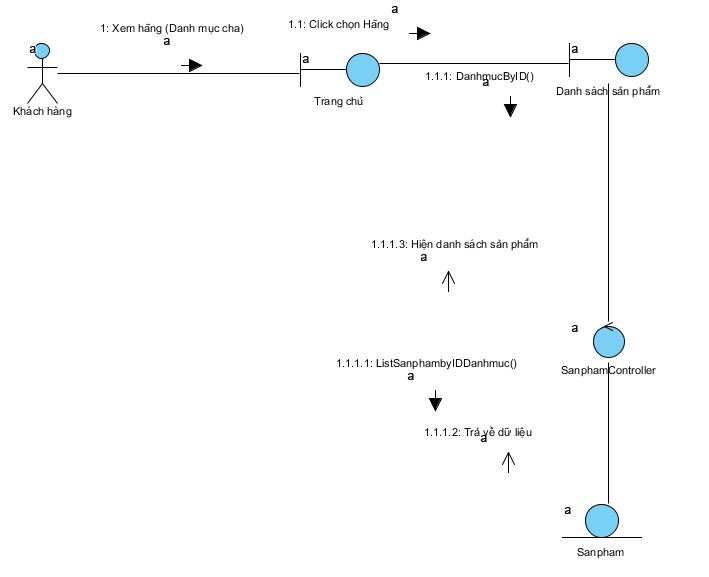 a
1.1: Click chọn Hãng
1: Xem hãng (Danh mục cha)
a
a
a
a
1.1.1: DanhmucByID()
a
Khách hàng
Trang chủ
Danh sách sản phẩm
1.1.1.3: Hiện danh sách sản phẩm
a
a
1.1.1.1: ListSanphambyIDDanhmuc()
a
SanphamController
1.1.1.2: Trả về dữ liệu
a
a
Sanpham